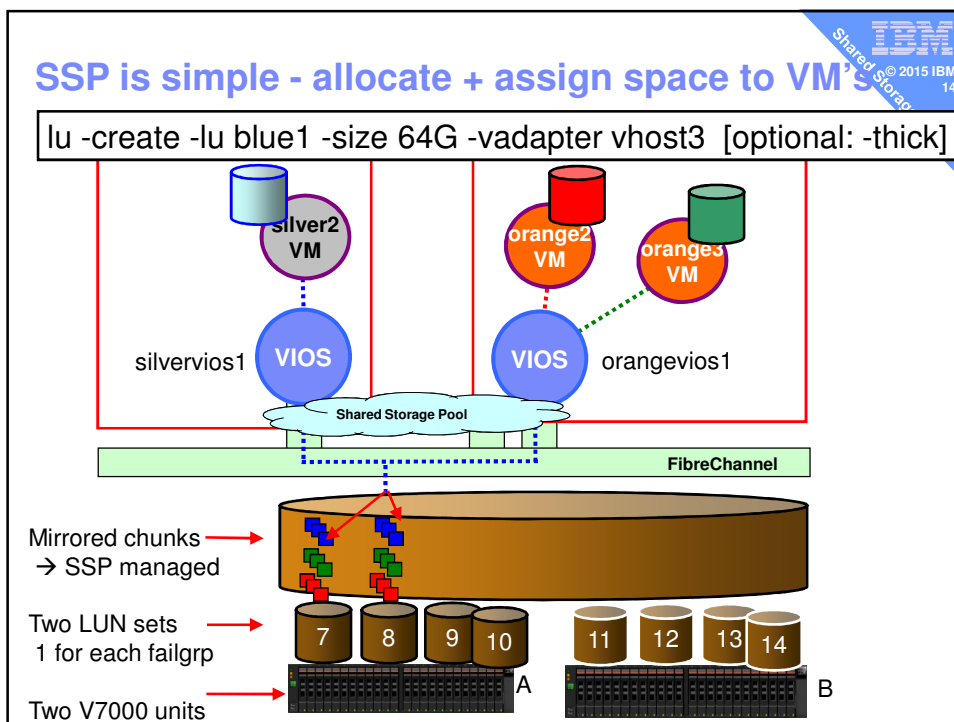 IBM
Shared Storage
© 2015 IBM
14
SSP is simple - allocate + assign space to VM's
lu -create -lu blue1 -size 64G -vadapter vhost3 [optional: -thick]
silver2
VM
orange2
VM
orange3
VM
silvervios1
VIOS
VIOS
orangevios1
Shared Storage Pool
FibreChannel
Mirrored chunks
→ SSP managed
Two LUN sets
1 for each failgrp
7
8
9
10
11
12
13
14
A
B
Two V7000 units